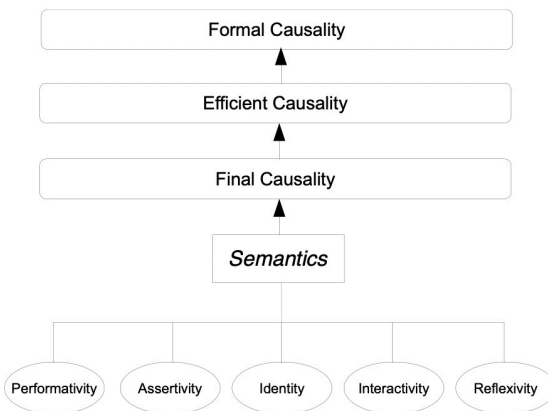 Formal Causality
Efficient Causality
Final Causality
Semantics
Performativity Assertivity Identity Interactivity Reflexivity